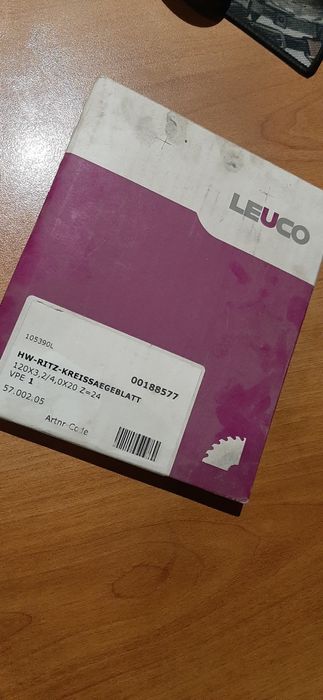 LEUCO
105390L
HW-RITZ-KREISSAEGEBLATT 00188577
120X3,2/4,0X20 Z=24
VPE 1
57.002.05
Artnr-Code